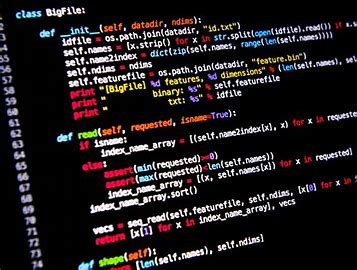 class BigFile:
def __init__(self, datadir, ndims):
idfile = os.path.join(datadir, "id.txt")
self.names = [x.strip() for x in str.split(open(idfile).read()) if x.
self.name2index = dict(zip(self.names, range(len(self.names))))
self.ndims = ndims
self.featurefile = os.path.join(datadir, "feature.bin")
print "[BigFile] %d features, %d dimensions" % (len(self.names), self.
print " binary: %s" % self.featurefile
print " txt: %s" % idfile
def read(self, requested, isname=True):
if isname:
index_name_array = [(self.name2index[x], x) for x in requested
else:
assert(min(requested)>=0)
assert(max(requested)<len(self.names))
index_name_array = [(x, self.names[x]) for x in requested]
index_name_array.sort()
vecs = seq_read(self.featurefile, self.ndims, [x[0] for x in
return [x[1] for x in index_name_array], vecs
73 def shape(self):
74 return [len(self.names), self.ndims]